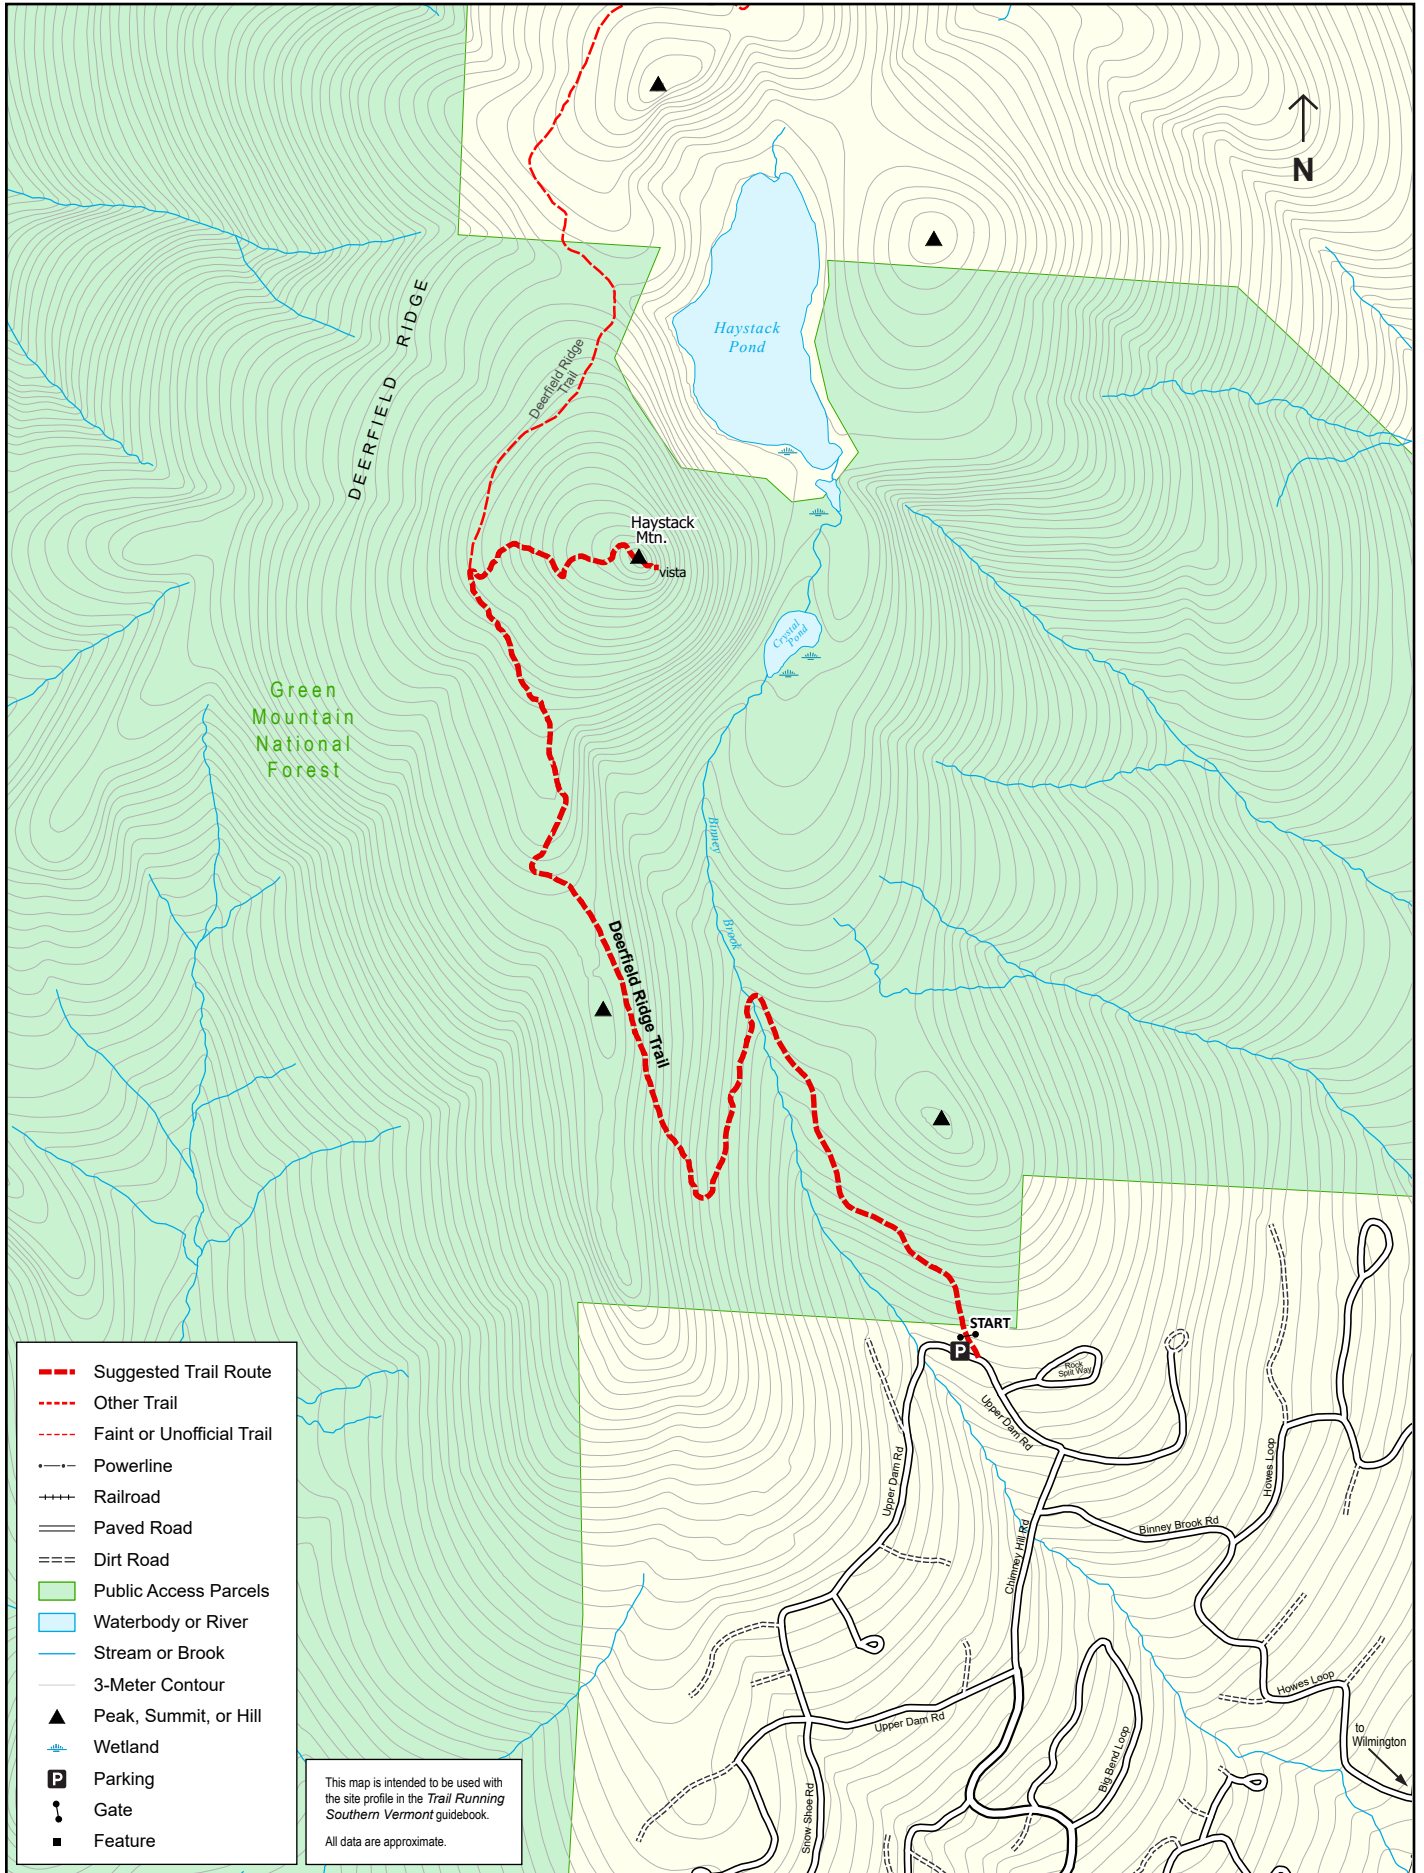 N
Haystack
Pond
DEERFIELD RIDGE
Deerfield Ridge
Trail
Haystack
Mtn.
vista
Crystal
Pond
Green
Mountain
National
Forest
Binney
Brook
Deerfield Ridge Trail
START
P
Rock
Split Way
Upper Dam Rd
Upper Dam Rd
Howes Loop
Binney Brook Rd
Chimney Hill Rd
Howes Loop
Upper Dam Rd
to
Wilmington
Big Bend Loop
Snow Shoe Rd
Suggested Trail Route
Other Trail
Faint or Unofficial Trail
Powerline
Railroad
Paved Road
Dirt Road
Public Access Parcels
Waterbody or River
Stream or Brook
3-Meter Contour
Peak, Summit, or Hill
Wetland
P Parking
Gate
Feature
This map is intended to be used with
the site profile in the Trail Running
Southern Vermont guidebook.
All data are approximate.